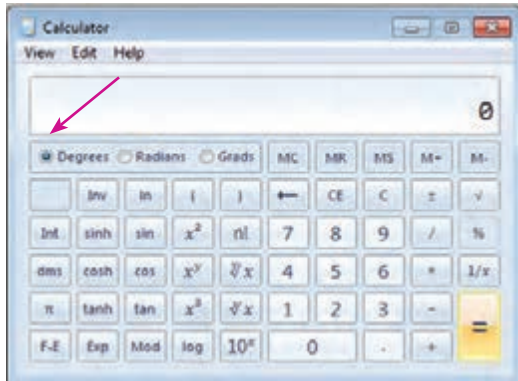 Calculator
View Edit Help
0
Degrees Radians Grads MC MR MS M+ M-
Inv ln ( ) ← CE C ± √
Int sinh sin x² n! 7 8 9 / %
dms cosh cos xʸ ʸ√x 4 5 6 * 1/x
π tanh tan x³ ³√x 1 2 3 - =
F-E Exp Mod log 10ˣ 0 . +